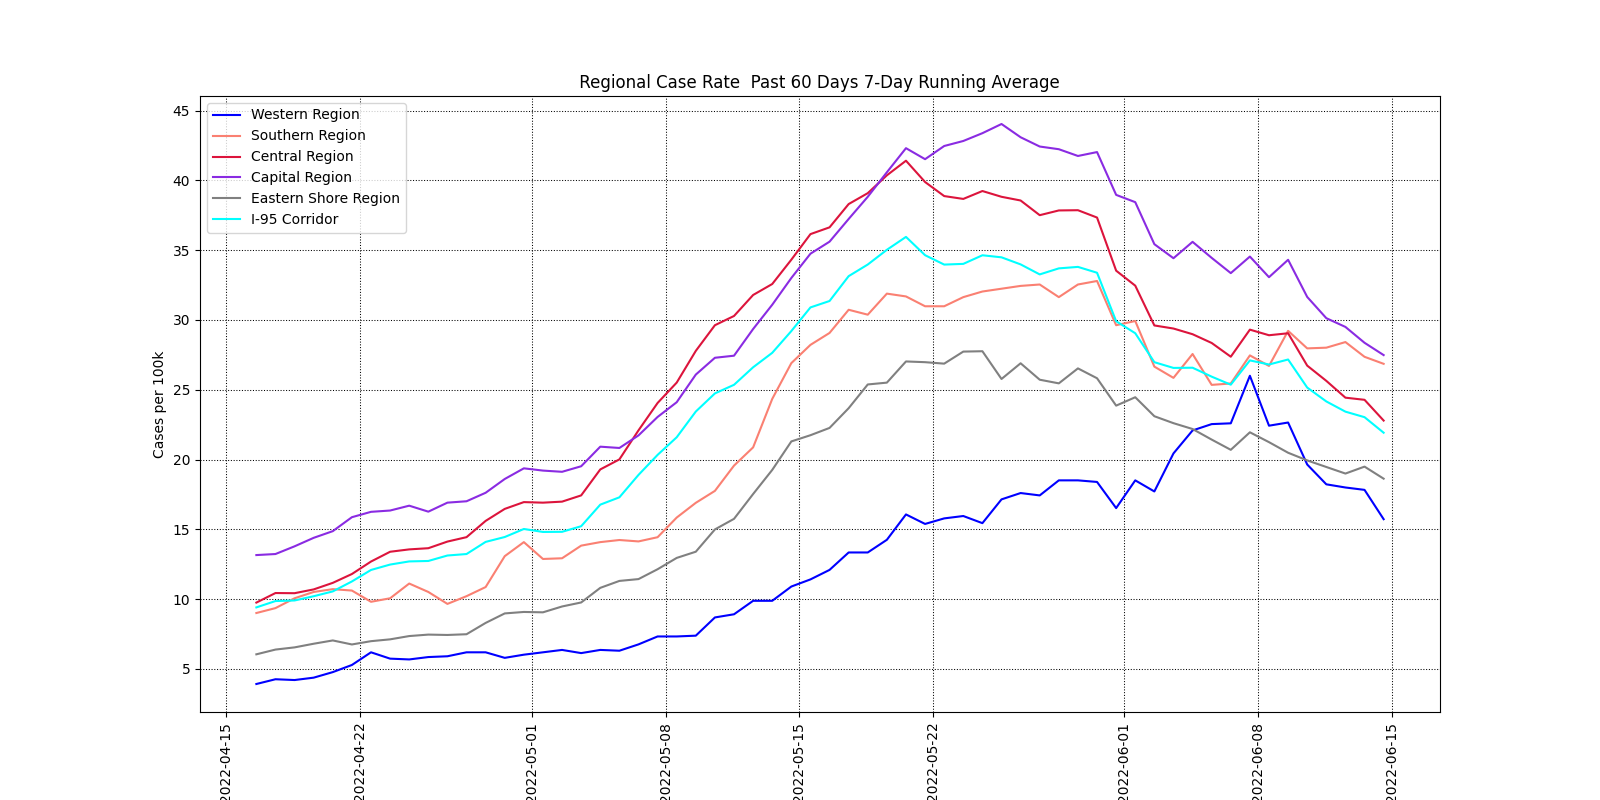 Regional Case Rate  Past 60 Days 7-Day Running Average
Western Region
Southern Region
Central Region
Capital Region
Eastern Shore Region
I-95 Corridor
Cases per 100k
45
40
35
30
25
20
15
10
5
2022-04-15
2022-04-22
2022-05-01
2022-05-08
2022-05-15
2022-05-22
2022-06-01
2022-06-08
2022-06-15